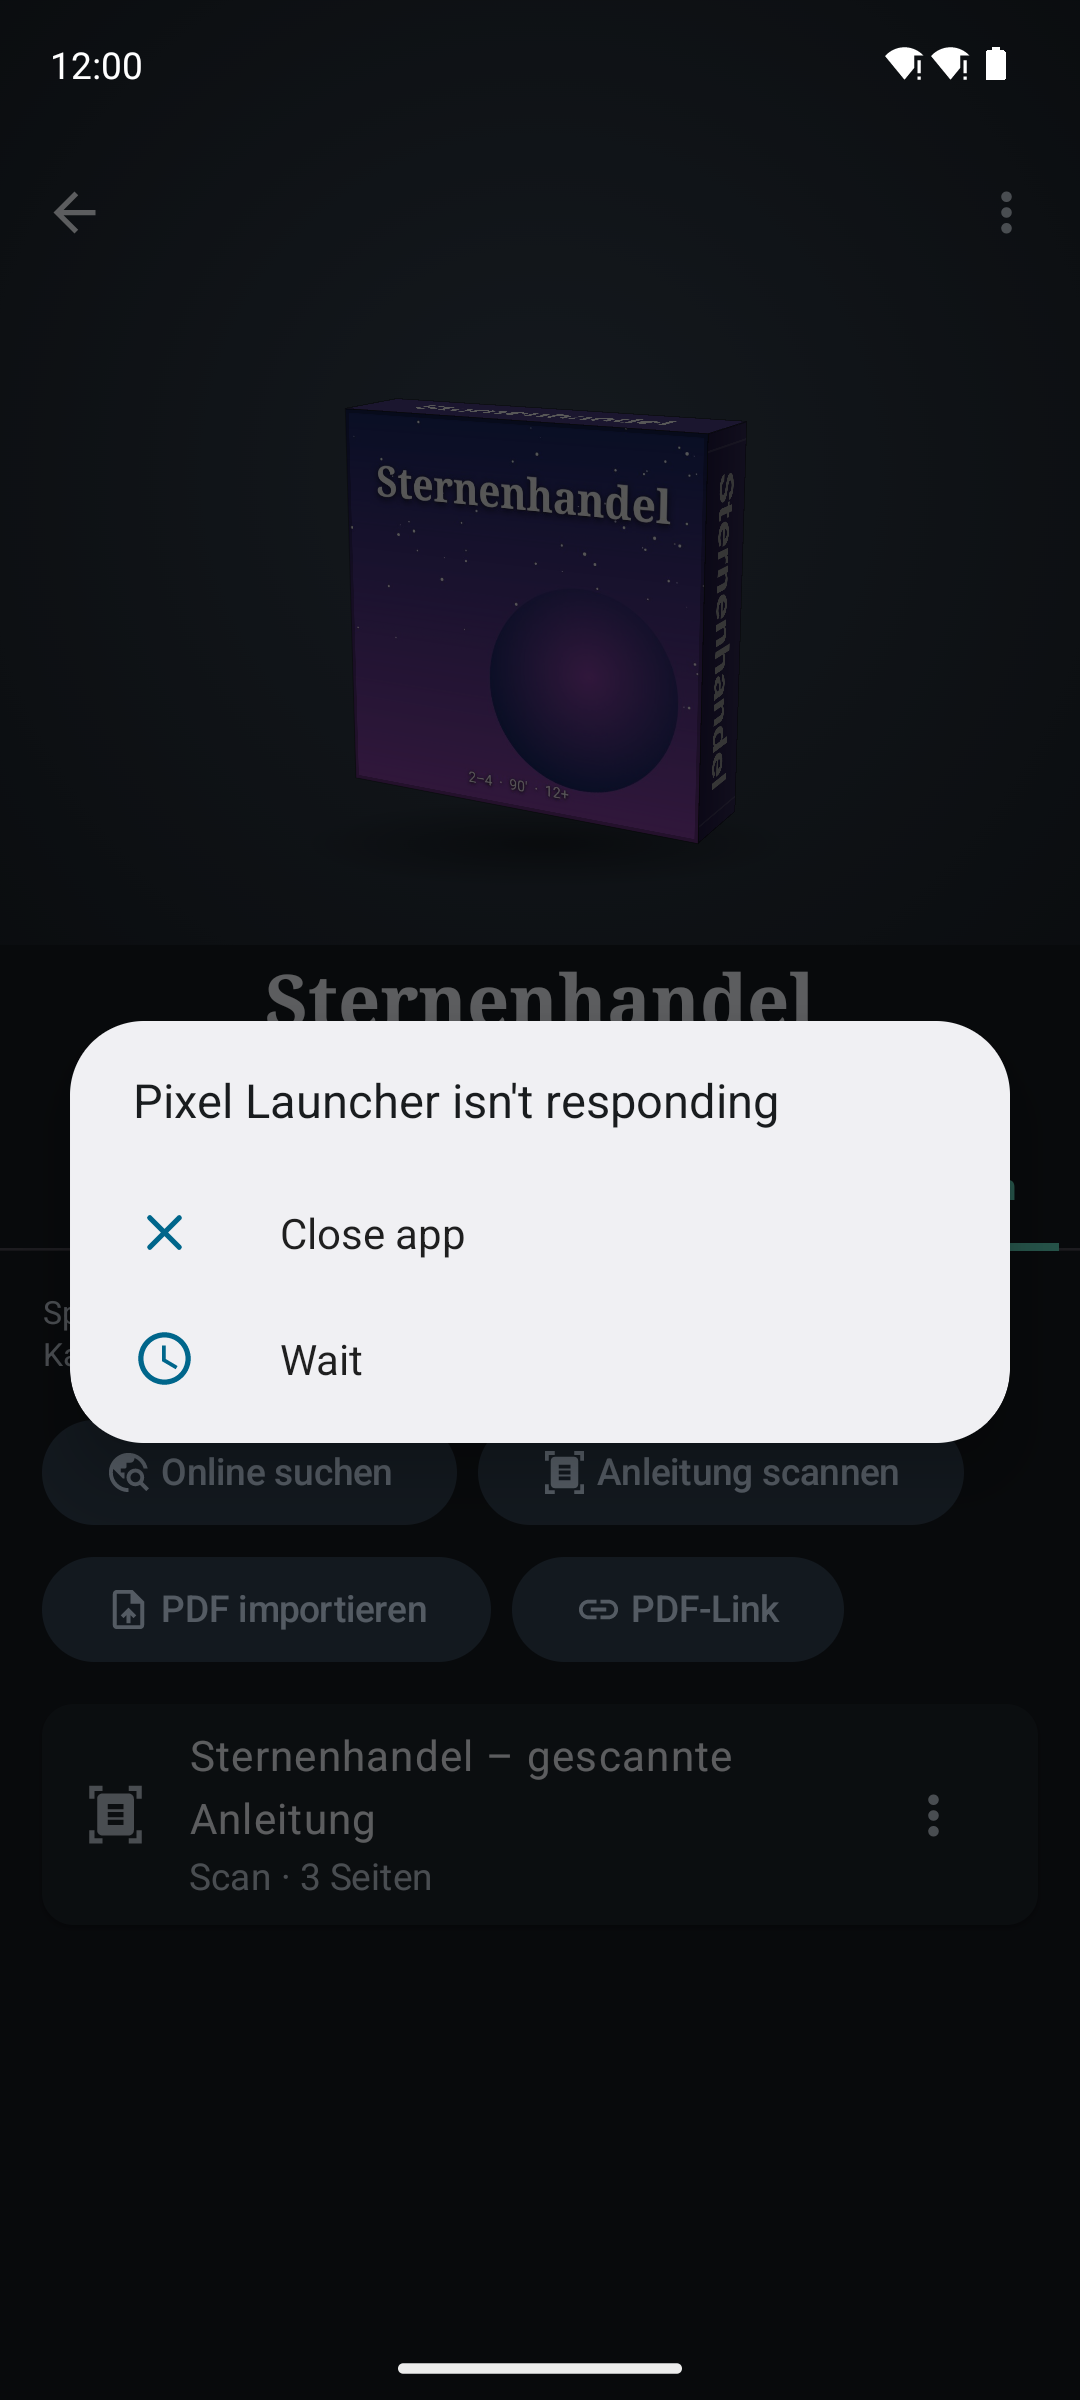 12:00
Sternenhandel
Sternenhandel
2–4 · 90' · 12+
Sternenhandel
Pixel Launcher isn't responding
Close app
Wait
Online suchen
Anleitung scannen
PDF importieren
PDF-Link
Sternenhandel – gescannte
Anleitung
Scan · 3 Seiten